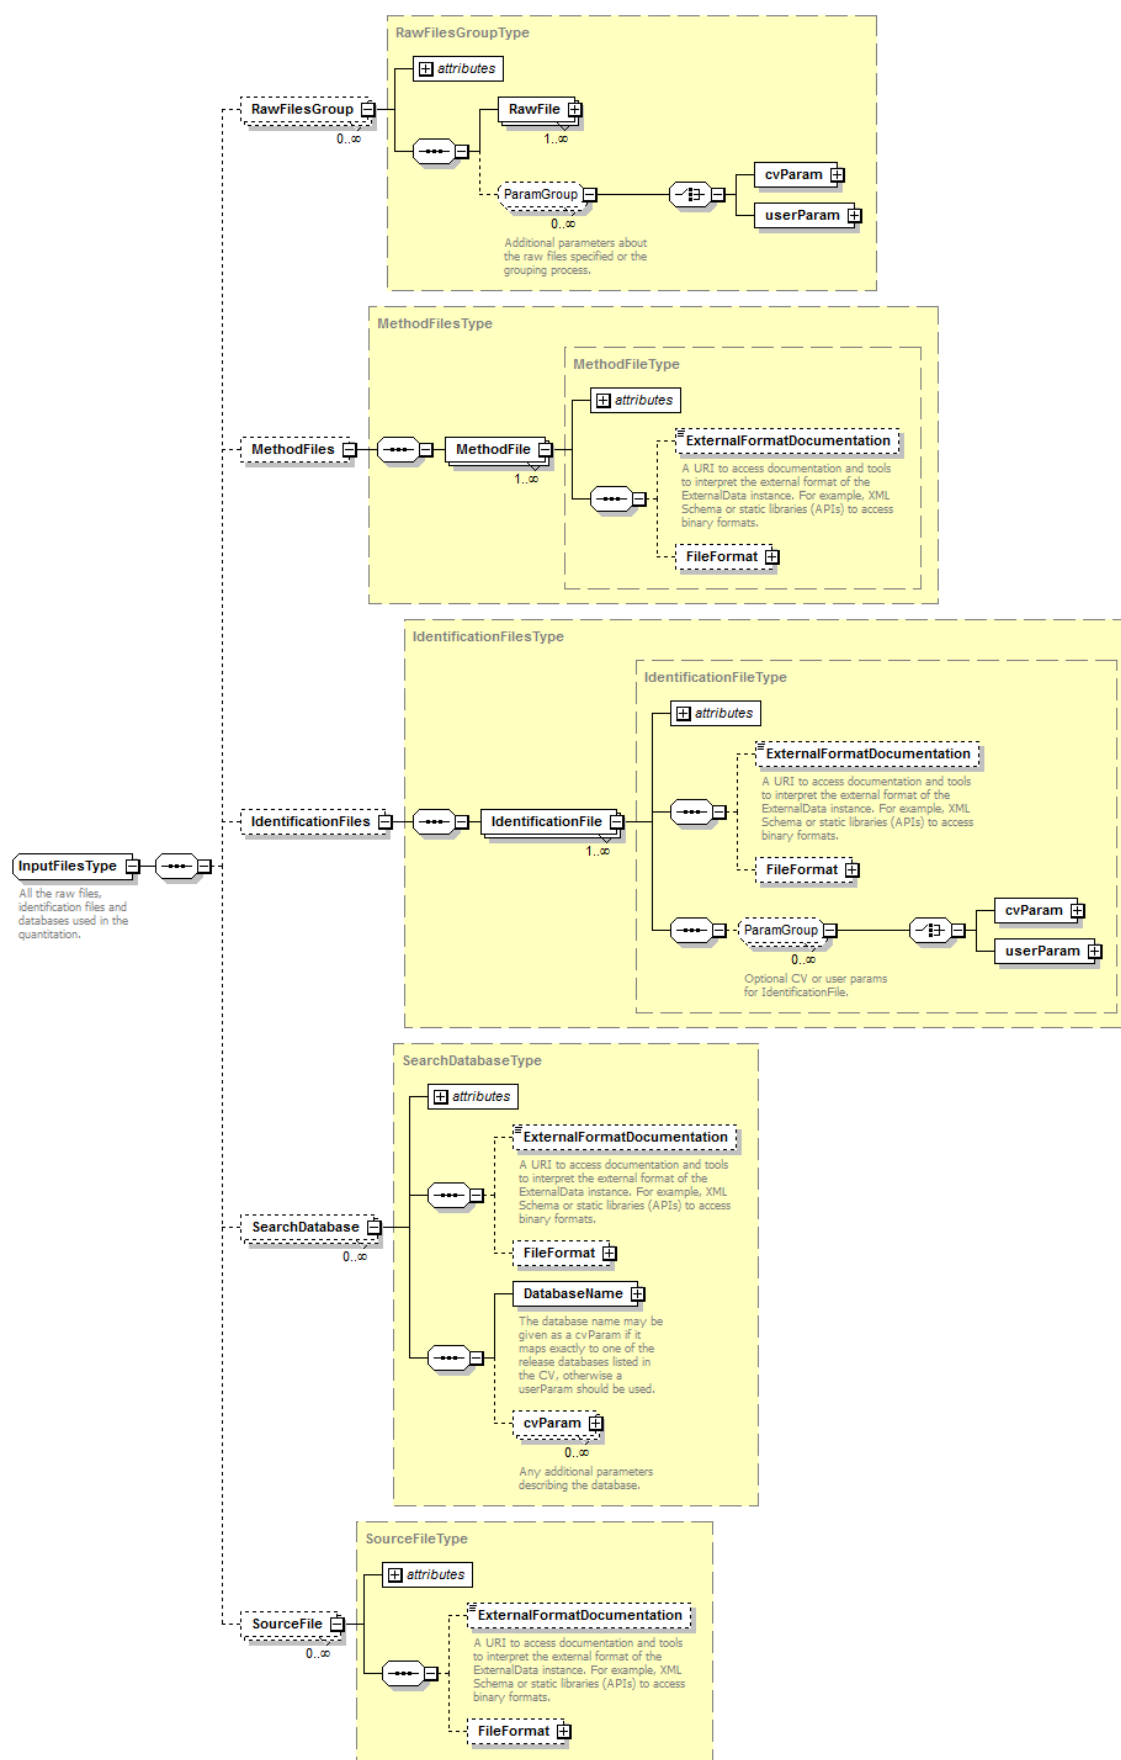 RawFilesGroupType
attributes
RawFilesGroup
0..∞
RawFile
1..∞
ParamGroup
0..∞
Additional parameters about
the raw files specified or the
grouping process.
cvParam
userParam
MethodFilesType
MethodFileType
attributes
MethodFiles
MethodFile
1..∞
ExternalFormatDocumentation
A URI to access documentation and tools
to interpret the external format of the
ExternalData instance. For example, XML
Schema or static libraries (APIs) to access
binary formats.
FileFormat
IdentificationFilesType
IdentificationFileType
attributes
ExternalFormatDocumentation
A URI to access documentation and tools
to interpret the external format of the
ExternalData instance. For example, XML
Schema or static libraries (APIs) to access
binary formats.
IdentificationFiles
IdentificationFile
1..∞
FileFormat
InputFilesType
All the raw files,
identification files and
databases used in the
quantitation.
ParamGroup
0..∞
Optional CV or user params
for IdentificationFile.
cvParam
userParam
SearchDatabaseType
attributes
ExternalFormatDocumentation
A URI to access documentation and tools
to interpret the external format of the
ExternalData instance. For example, XML
Schema or static libraries (APIs) to access
binary formats.
SearchDatabase
0..∞
FileFormat
DatabaseName
The database name may be
given as a cvParam if it
maps exactly to one of the
release databases listed in
the CV, otherwise a
userParam should be used.
cvParam
0..∞
Any additional parameters
describing the database.
SourceFileType
attributes
SourceFile
0..∞
ExternalFormatDocumentation
A URI to access documentation and tools
to interpret the external format of the
ExternalData instance. For example, XML
Schema or static libraries (APIs) to access
binary formats.
FileFormat